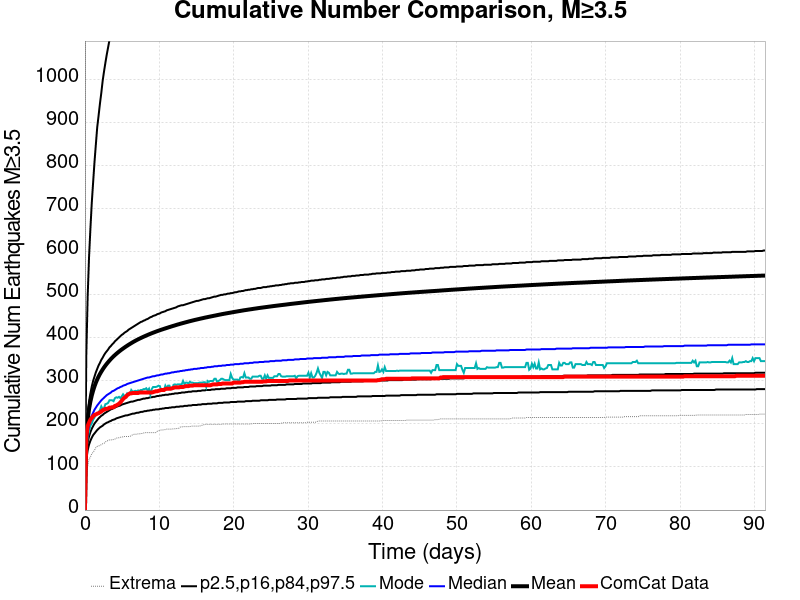 Cumulative Number Comparison, M≥3.5
Cumulative Num Earthquakes M≥3.5
1000
900
800
700
600
500
400
300
200
100
0
0 10 20 30 40 50 60 70 80 90
Time (days)
Extrema p2.5,p16,p84,p97.5 Mode Median Mean ComCat Data